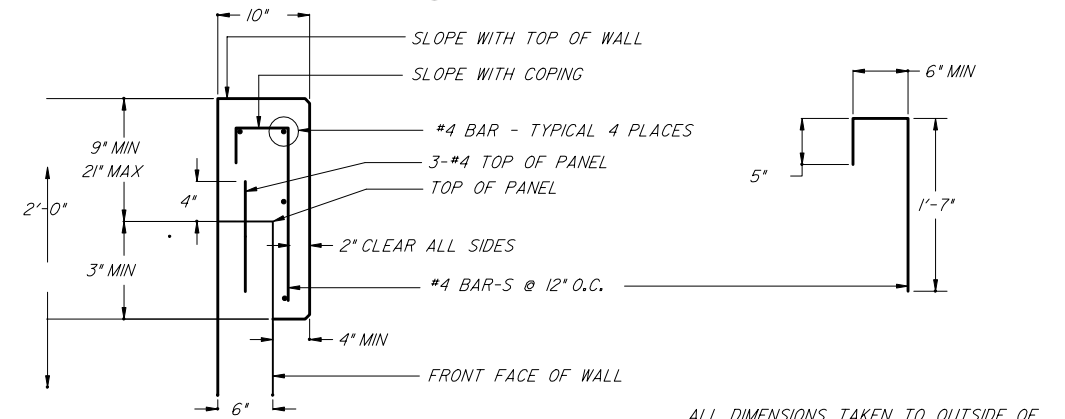 10"
SLOPE WITH TOP OF WALL
SLOPE WITH COPING
6" MIN
#4 BAR - TYPICAL 4 PLACES
9" MIN
21" MAX
3-#4 TOP OF PANEL
5"
TOP OF PANEL
4"
2'-0"
1'-7"
2" CLEAR ALL SIDES
3" MIN
#4 BAR-S @ 12" O.C.
4" MIN
FRONT FACE OF WALL
6"
ALL DIMENSIONS TAKEN TO OUTSIDE OF